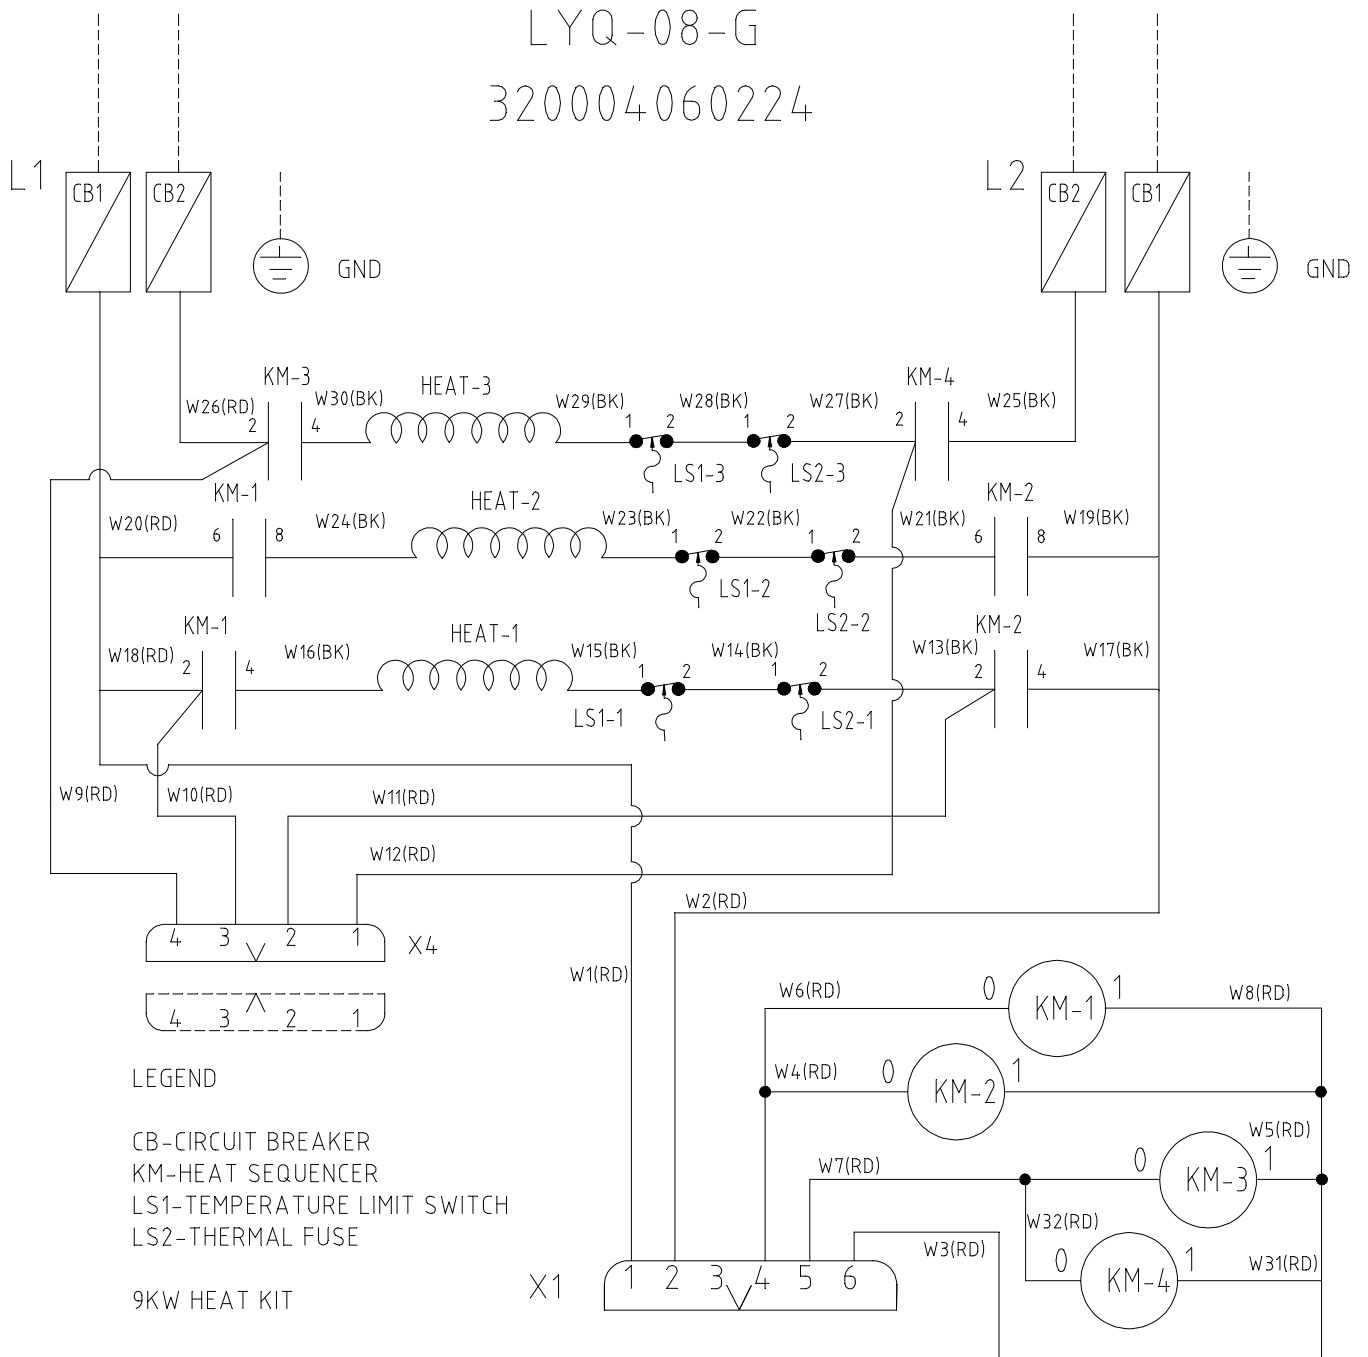 LYQ-08-G
320004060224
L1
CB1
CB2
GND
L2
CB2
CB1
GND
KM-3
W26(RD)
2
4
W30(BK)
HEAT-3
W29(BK)
1
2
W28(BK)
1
2
W27(BK)
KM-4
2
4
W25(BK)
LS1-3
LS2-3
KM-1
W20(RD)
6
8
W24(BK)
HEAT-2
W23(BK)
1
2
W22(BK)
1
2
W21(BK)
KM-2
6
8
W19(BK)
LS1-2
LS2-2
KM-1
W18(RD)
2
4
W16(BK)
HEAT-1
W15(BK)
1
2
W14(BK)
1
2
W13(BK)
KM-2
2
4
W17(BK)
LS1-1
LS2-1
W9(RD)
W10(RD)
W11(RD)
W12(RD)
W2(RD)
4 3 2 1
X4
W1(RD)
4 3 2 1
W6(RD)
0
KM-1
1
W8(RD)
W4(RD)
0
KM-2
1
W7(RD)
0
KM-3
1
W5(RD)
W32(RD)
0
KM-4
1
W31(RD)
W3(RD)
X1
1 2 3 4 5 6
LEGEND
CB-CIRCUIT BREAKER
KM-HEAT SEQUENCER
LS1-TEMPERATURE LIMIT SWITCH
LS2-THERMAL FUSE
9KW HEAT KIT